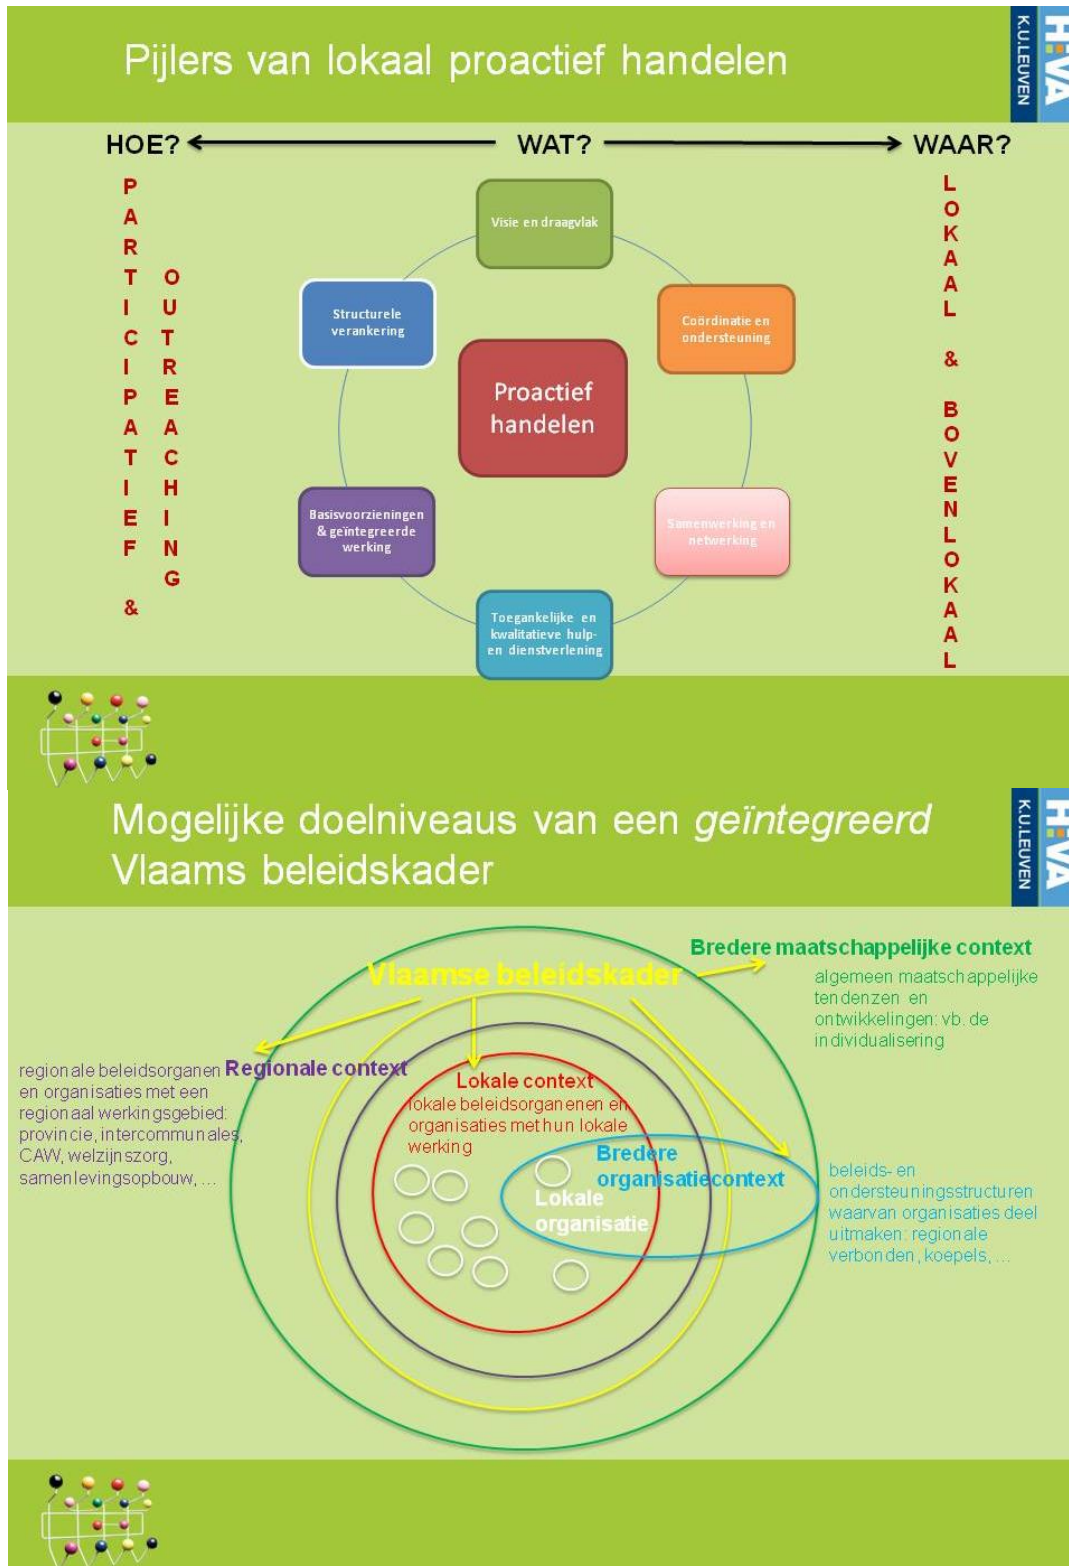 Pijlers van lokaal proactief handelen
K.U.LEUVEN
HIVA
HOE?
WAT?
WAAR?
PARTICIPATIEF &
OUTREACHING
Visie en draagvlak
Structurele
verankering
Coördinatie en
ondersteuning
Proactief
handelen
Basisvoorzieningen
& geïntegreerde
werking
Samenwerking en
netwerking
Toegankelijke en
kwalitatieve hulp-
en dienstverlening
LOKAAL & BOVENLOKAAL
Mogelijke doelniveaus van een geïntegreerd
Vlaams beleidskader
K.U.LEUVEN
HIVA
Bredere maatschappelijke context
algemeen maatschappelijke
tendenzen en
ontwikkelingen: vb. de
individualisering
Vlaamse beleidskader
Regionale context
regionale beleidsorganen
en organisaties met een
regionaal werkingsgebied:
provincie, intercommunales,
CAW, welzijnszorg,
samenlevingsopbouw, ...
Lokale context
lokale beleidsorganenen en
organisaties met hun lokale
werking
Bredere
organisatiecontext
Lokale
organisatie
beleids- en
ondersteuningsstructuren
waarvan organisaties deel
uitmaken: regionale
verbonden, koepels, ...